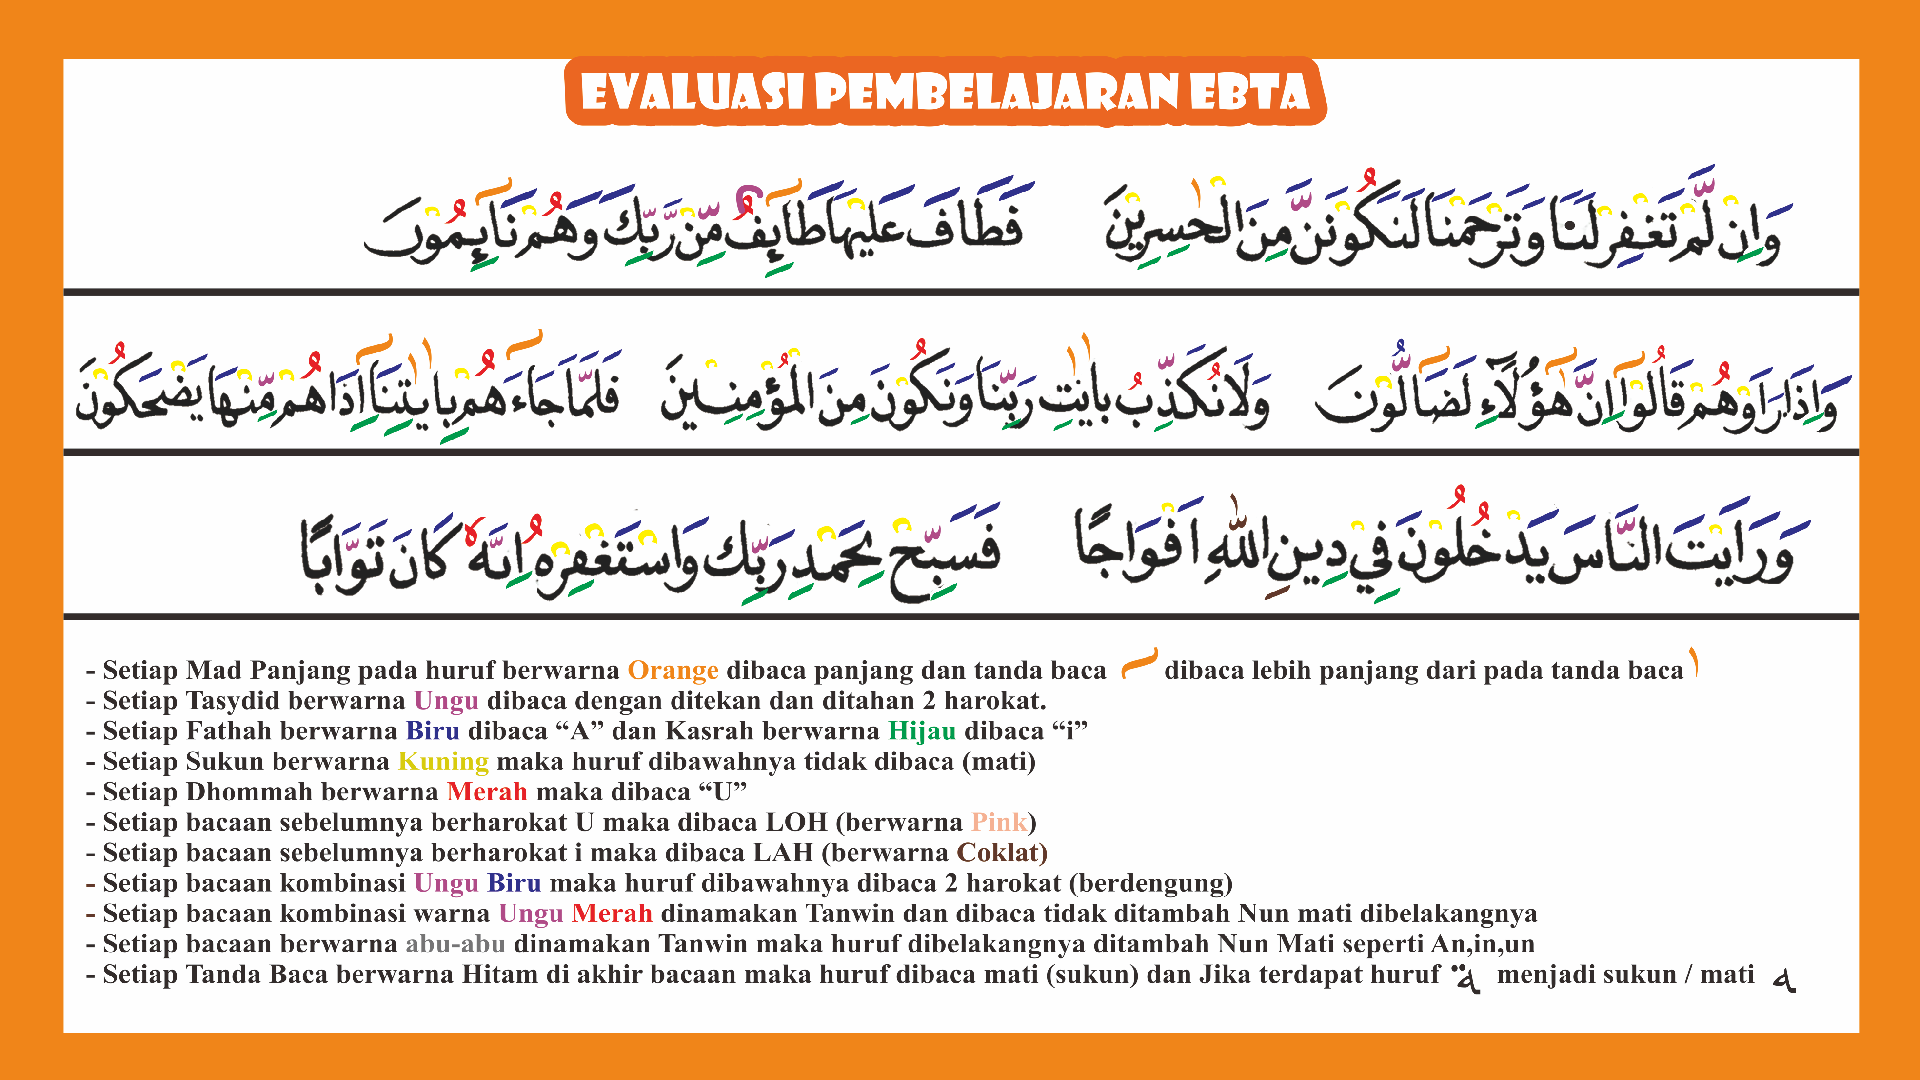 EVALUASI PEMBELAJARAN EBTA
وَاِنْ لَّمْ تَغْفِرْ لَنَا وَتَرْحَمْنَا لَنَكُوْنَنَّ مِنَ الْخٰسِرِيْنَ فَطَافَ عَلَيْهَا طَاۤىِٕفٌ مِّنْ رَّبِّكَ وَهُمْ نَاۤىِٕمُوْنَ
وَاِذَا رَاَوْهُمْ قَالُوْٓا اِنَّ هٰٓؤُلَاۤءِ لَضَاۤلُّوْنَ وَلَا نُكَذِّبُ بِاٰيٰتِ رَبِّنَا وَنَكُوْنَ مِنَ الْمُؤْمِنِيْنَ فَلَمَّا جَاۤءَهُمْ بِاٰيٰتِنَآ اِذَا هُمْ مِّنْهَا يَضْحَكُوْنَ
وَرَاَيْتَ النَّاسَ يَدْخُلُوْنَ فِيْ دِيْنِ اللّٰهِ اَفْوَاجًا فَسَبِّحْ بِحَمْدِ رَبِّكَ وَاسْتَغْفِرْهُ اِنَّهٗ كَانَ تَوَّابًا
- Setiap Mad Panjang pada huruf berwarna Orange dibaca panjang dan tanda baca ۤ dibaca lebih panjang dari pada tanda baca ٰ
- Setiap Tasydid berwarna Ungu dibaca dengan ditekan dan ditahan 2 harokat.
- Setiap Fathah berwarna Biru dibaca “A” dan Kasrah berwarna Hijau dibaca “i”
- Setiap Sukun berwarna Kuning maka huruf dibawahnya tidak dibaca (mati)
- Setiap Dhommah berwarna Merah maka dibaca “U”
- Setiap bacaan sebelumnya berharokat U maka dibaca LOH (berwarna Pink)
- Setiap bacaan sebelumnya berharokat i maka dibaca LAH (berwarna Coklat)
- Setiap bacaan kombinasi Ungu Biru maka huruf dibawahnya dibaca 2 harokat (berdengung)
- Setiap bacaan kombinasi warna Ungu Merah dinamakan Tanwin dan dibaca tidak ditambah Nun mati dibelakangnya
- Setiap bacaan berwarna abu-abu dinamakan Tanwin maka huruf dibelakangnya ditambah Nun Mati seperti An,in,un
- Setiap Tanda Baca berwarna Hitam di akhir bacaan maka huruf dibaca mati (sukun) dan Jika terdapat huruf ـة menjadi sukun / mati ـه